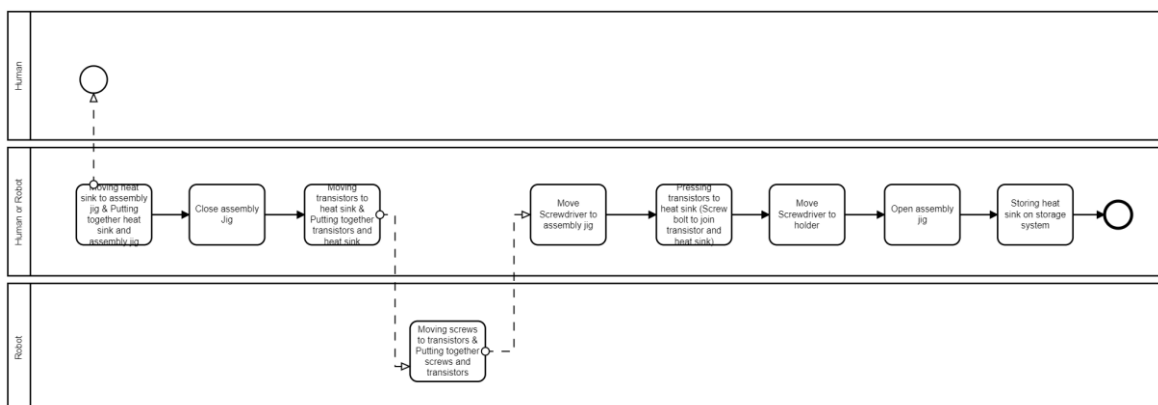 Human
Human or Robot
Moving heat
sink to assembly
jig & Putting
together heat
sink and
assembly jig
Close assembly
Jig
Moving
transistors to
heat sink &
Putting together
transistors and
heat sink
Move
Screwdriver to
assembly jig
Pressing
transistors to
heat sink (Screw
bolt to join
transistor and
heat sink)
Move
Screwdriver to
holder
Open assembly
jig
Storing heat
sink on storage
system
Robot
Moving screws
to transistors &
Putting together
screws and
transistors